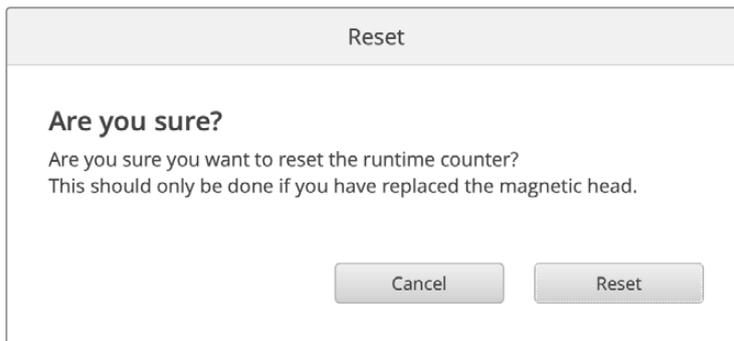 Reset
Are you sure?
Are you sure you want to reset the runtime counter?
This should only be done if you have replaced the magnetic head.
Cancel Reset